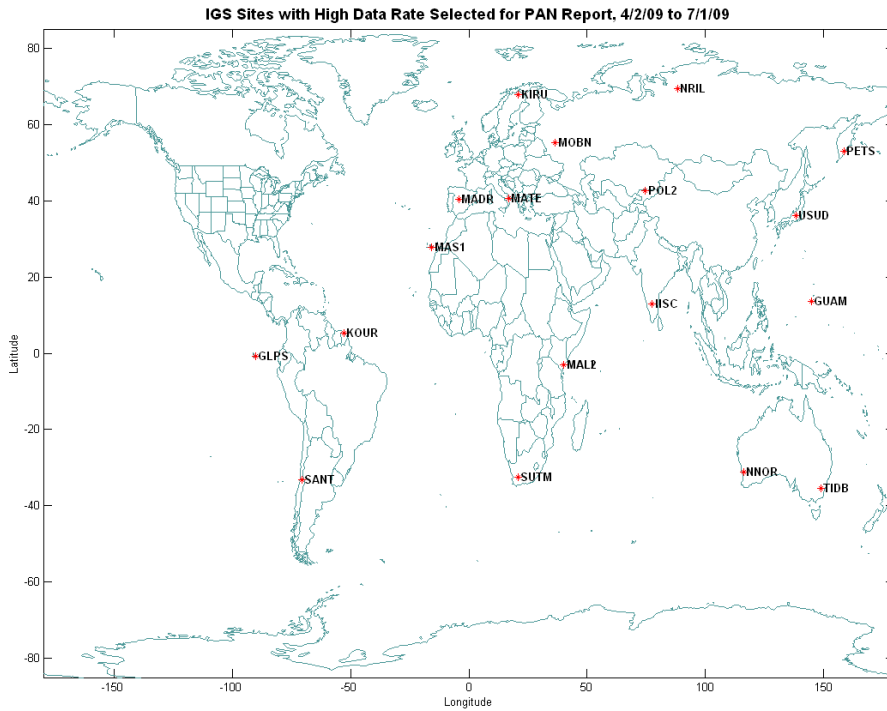 IGS Sites with High Data Rate Selected for PAN Report, 4/2/09 to 7/1/09
80
60
40
20
0
-20
-40
-60
-80
Latitude
KIRU
NRIL
MOBN
PETS
POL2
MADR
MATE
USUD
MAS1
IISC
GUAM
KOUR
GLPS
MAL2
NNOR
SUTM
SANT
TIDB
-150
-100
-50
0
50
100
150
Longitude